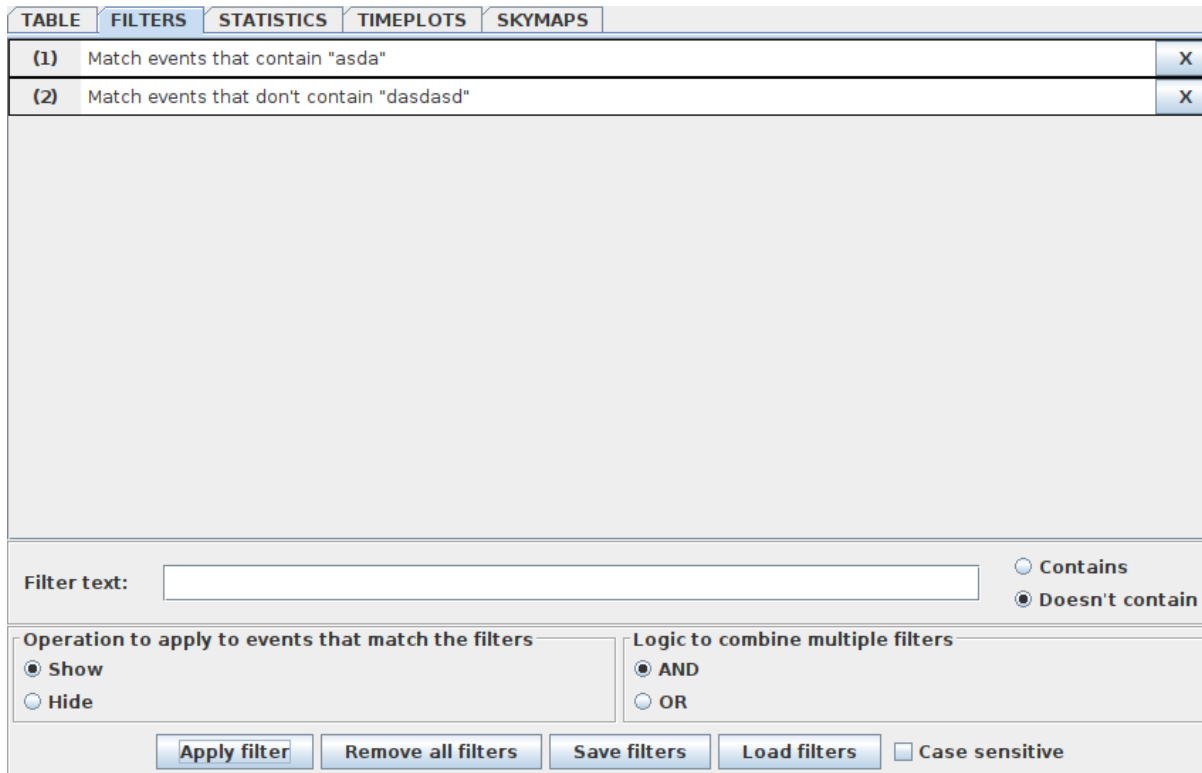 TABLE FILTERS STATISTICS TIMEPLOTS SKYMAPS
(1) Match events that contain "asda" X
(2) Match events that don't contain "dasdasd" X
Filter text:
Contains
Doesn't contain
Operation to apply to events that match the filters
Show
Hide
Logic to combine multiple filters
AND
OR
Apply filter Remove all filters Save filters Load filters Case sensitive